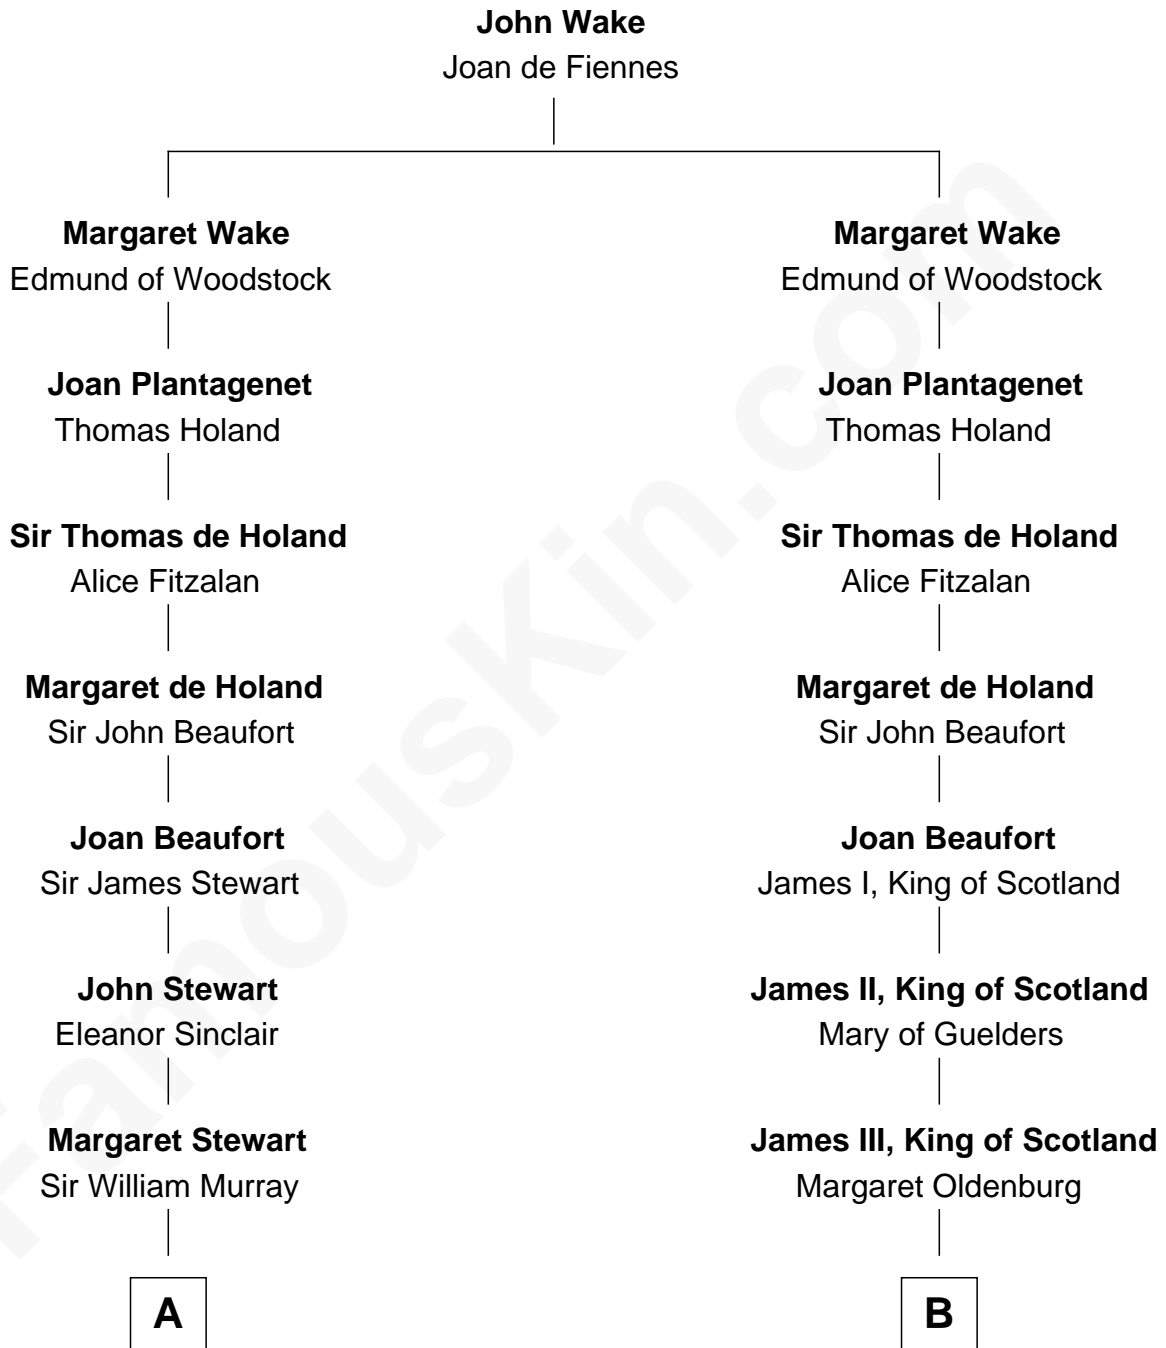 John Wake
Joan de Fiennes
Margaret Wake
Edmund of Woodstock
Joan Plantagenet
Thomas Holand
Sir Thomas de Holand
Alice Fitzalan
Margaret de Holand
Sir John Beaufort
Joan Beaufort
Sir James Stewart
John Stewart
Eleanor Sinclair
Margaret Stewart
Sir William Murray
A
Margaret Wake
Edmund of Woodstock
Joan Plantagenet
Thomas Holand
Sir Thomas de Holand
Alice Fitzalan
Margaret de Holand
Sir John Beaufort
Joan Beaufort
James I, King of Scotland
James II, King of Scotland
Mary of Guelders
James III, King of Scotland
Margaret Oldenburg
B
FamousKin.com